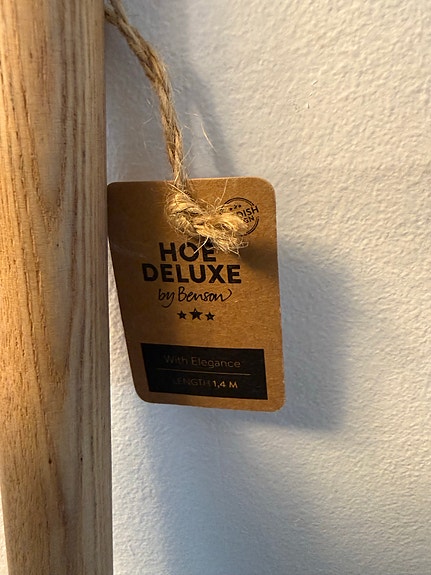 HOE
DELUXE
by Benson
With Elegance
LENGTH 1,4 M